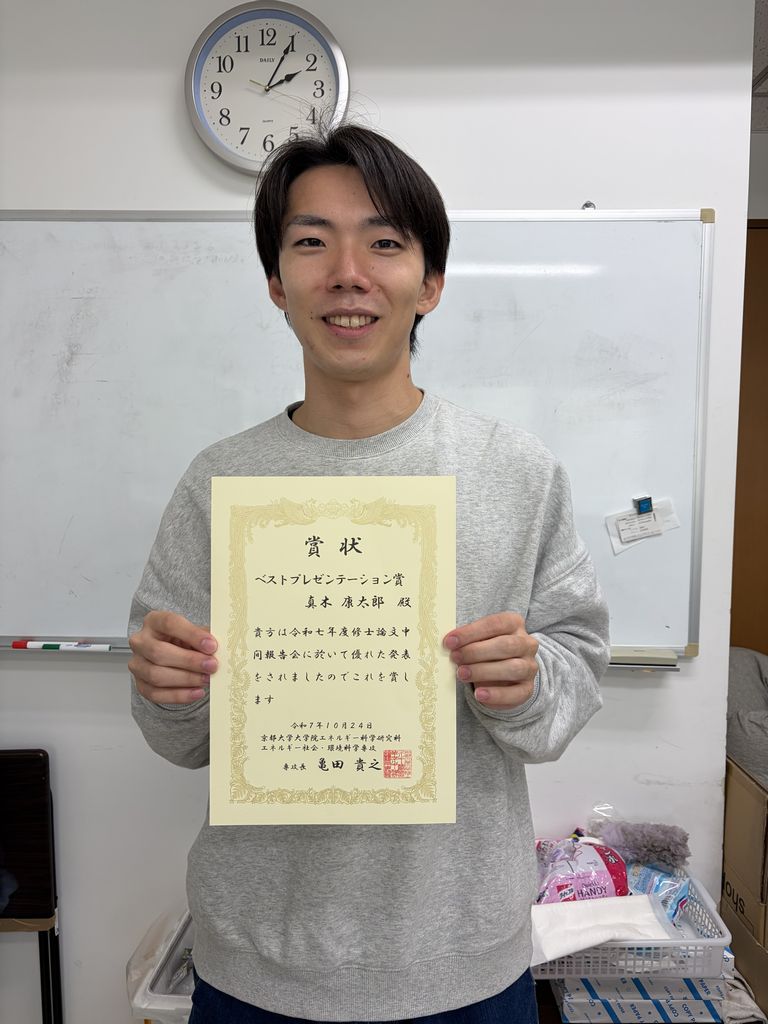 12
1
2
3
4
5
6
7
8
9
10
11
DAILY
賞状
ベストプレゼンテーション賞
真木 康太郎 殿
貴方は令和七年度修士論文中
間報告会に於いて優れた発表
をされましたのでこれを賞し
ます
令和7年10月24日
京都大学大学院エネルギー科学研究科
エネルギー社会・環境科学専攻
専攻長 亀田 貴之
HANDY